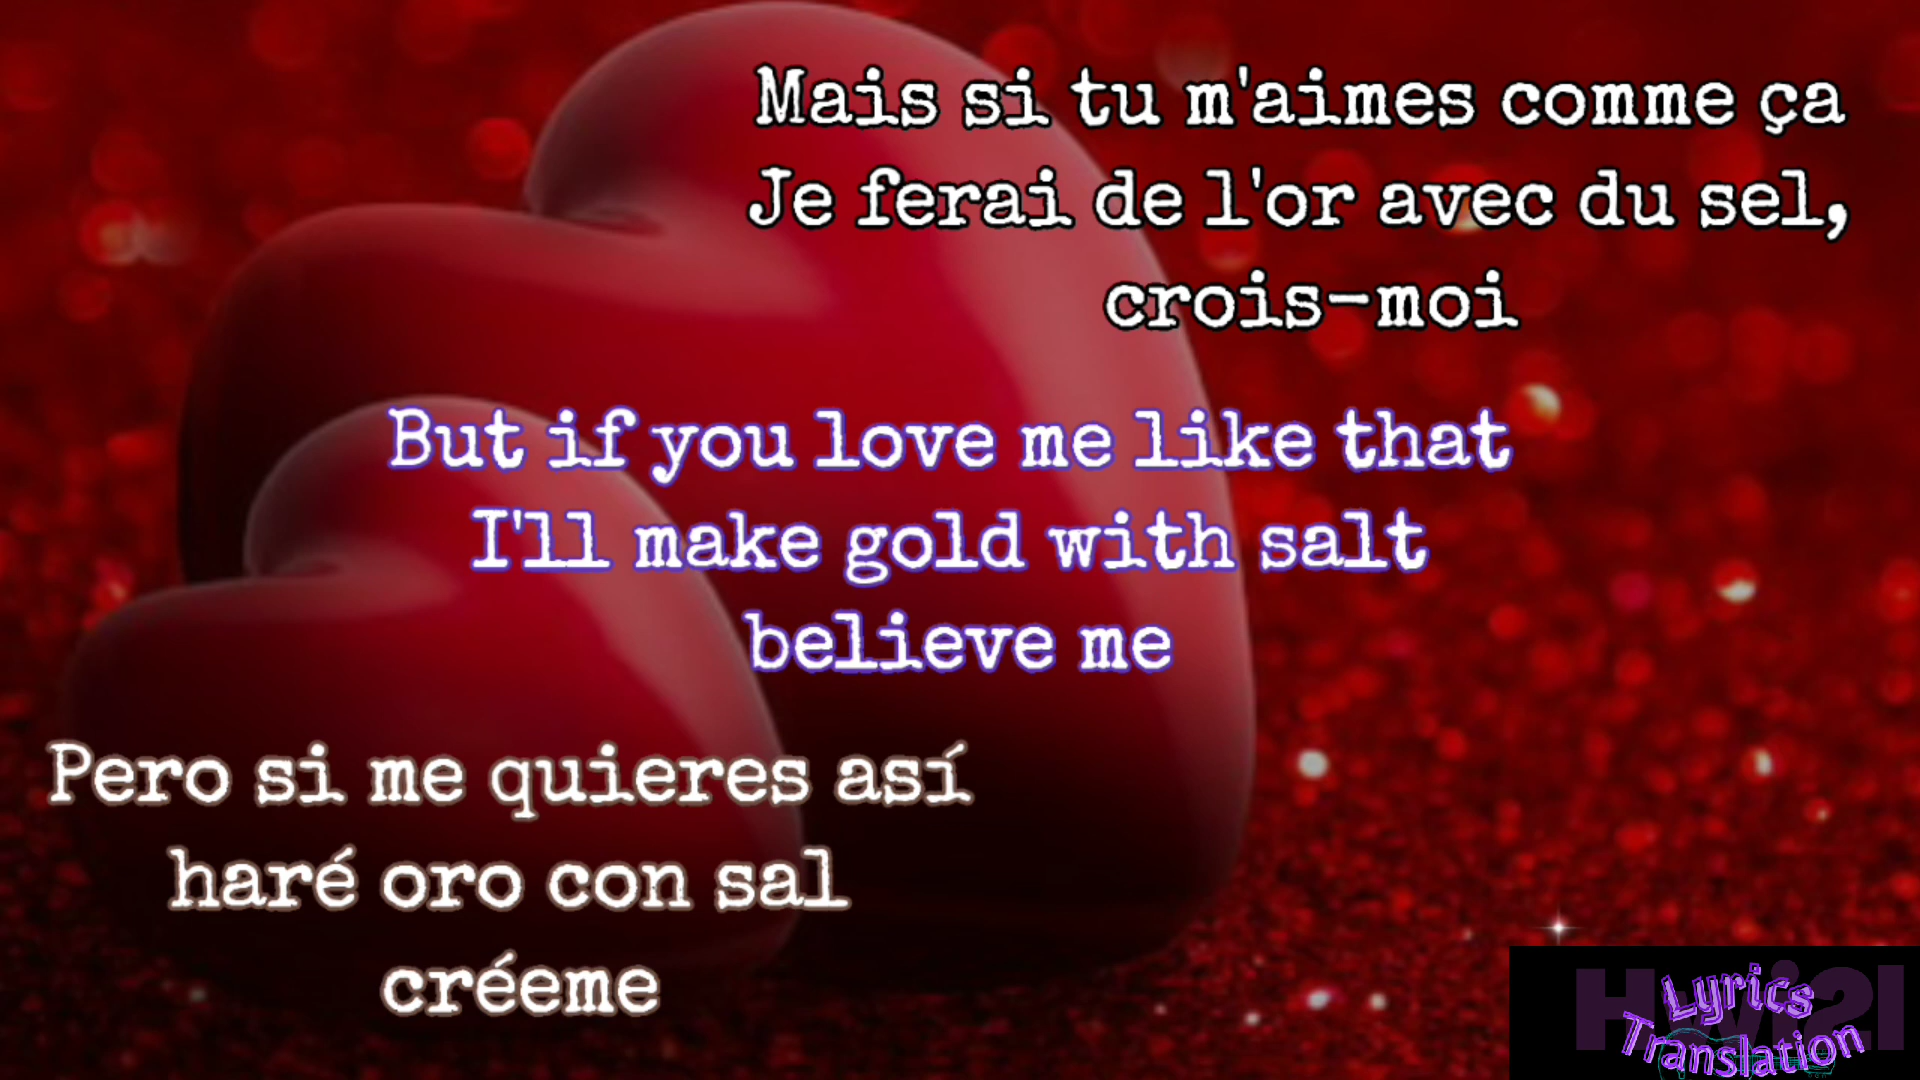 Mais si tu m'aimes comme ça
Je ferai de l'or avec du sel,
crois-moi
But if you love me like that
I'll make gold with salt
believe me
Pero si me quieres así
haré oro con sal
créeme
Lyrics
Translation